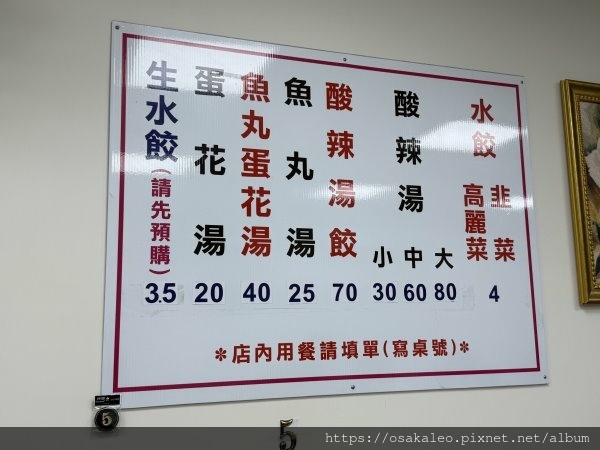 水餃 韭菜 高麗菜 4
酸辣湯 小 中 大 30 60 80
酸辣湯餃 70
魚丸湯 25
魚丸蛋花湯 40
蛋花湯 20
生水餃(請先預購) 3.5
*店內用餐請填單(寫桌號)*
5
5
https://osakaleo.pixnet.net/album